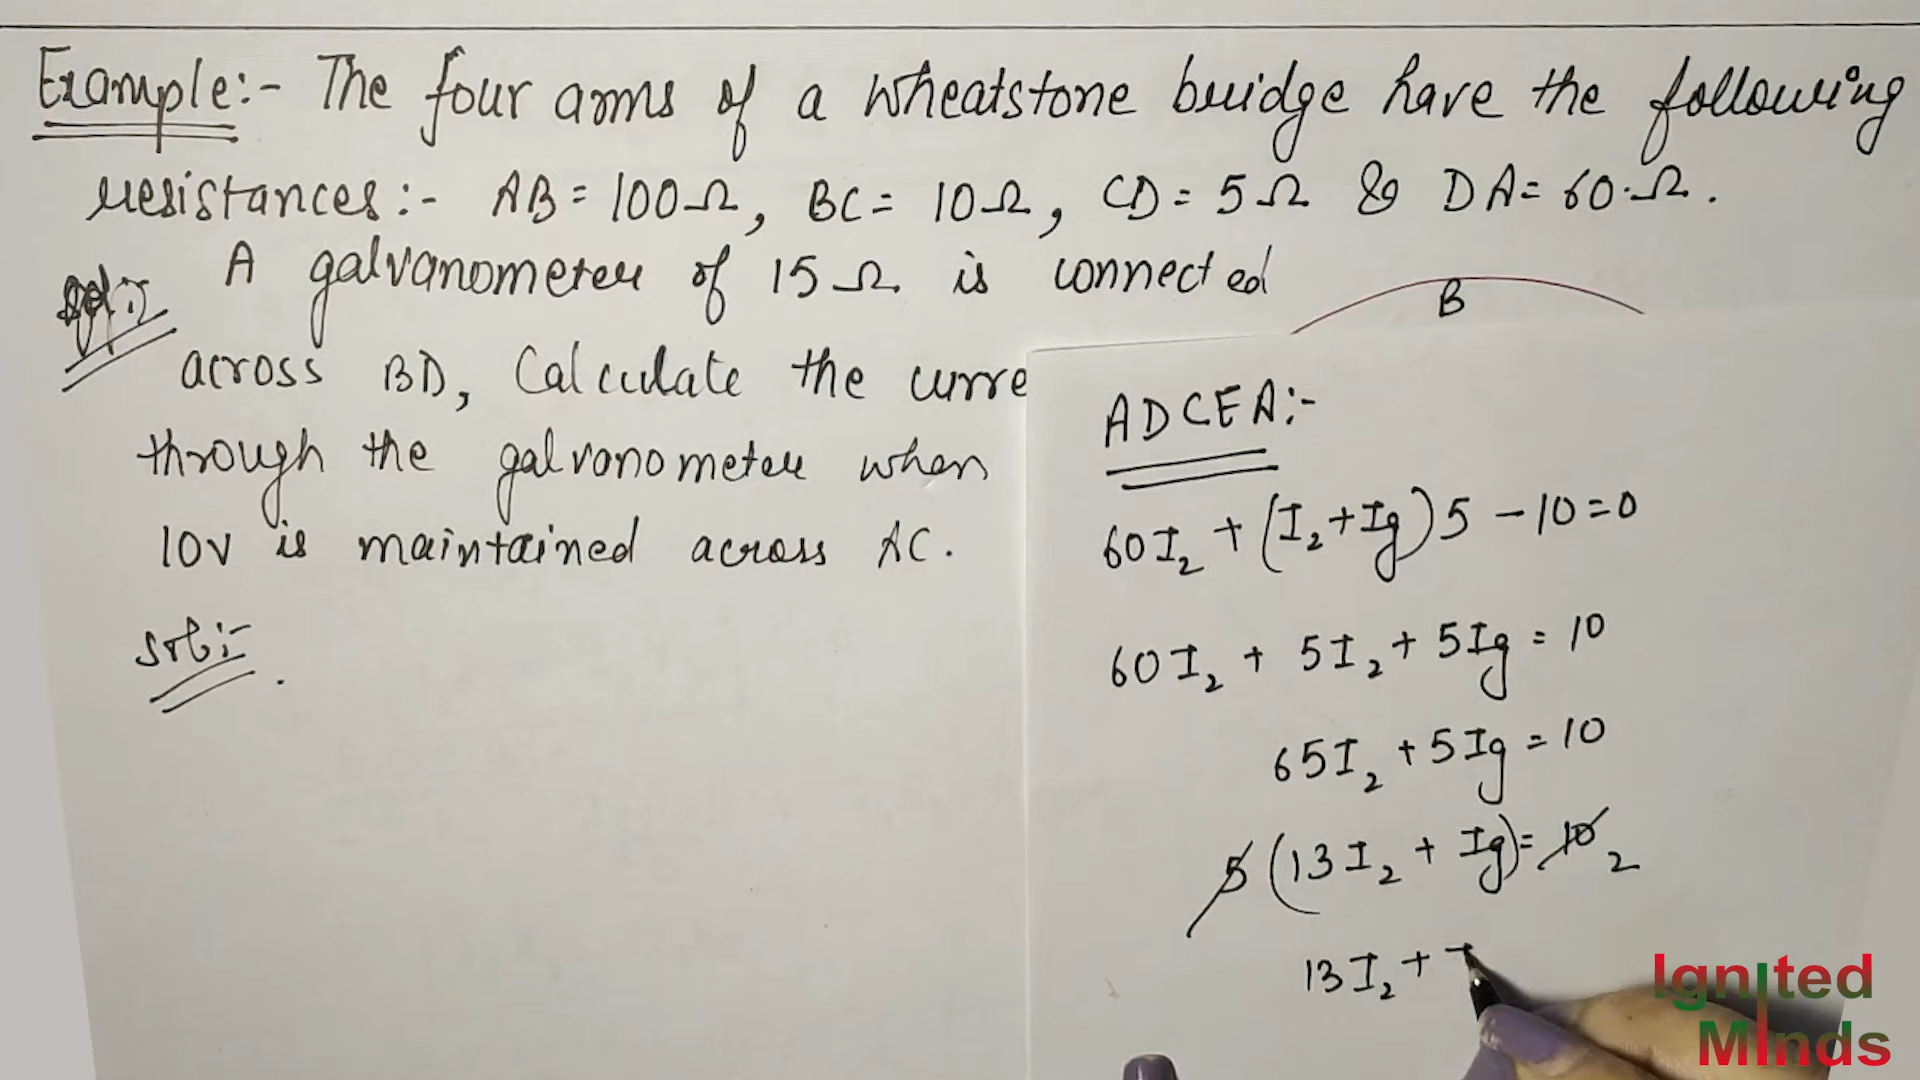 Example:- The four arms of a wheatstone bridge have the following
resistances:- AB = 100Ω, BC = 10Ω, CD = 5Ω & DA = 60Ω.
A galvanometer of 15Ω is connected
across BD, Calculate the curre
through the galvanometer when
10v is maintained across AC.
Sol:-
B
ADCEA:-
60I₂ + (I₂+Ig)5 - 10 = 0
60I₂ + 5I₂ + 5Ig = 10
65I₂ + 5Ig = 10
5(13I₂ + Ig) = 10 2
13I₂ +
Ignited
Minds